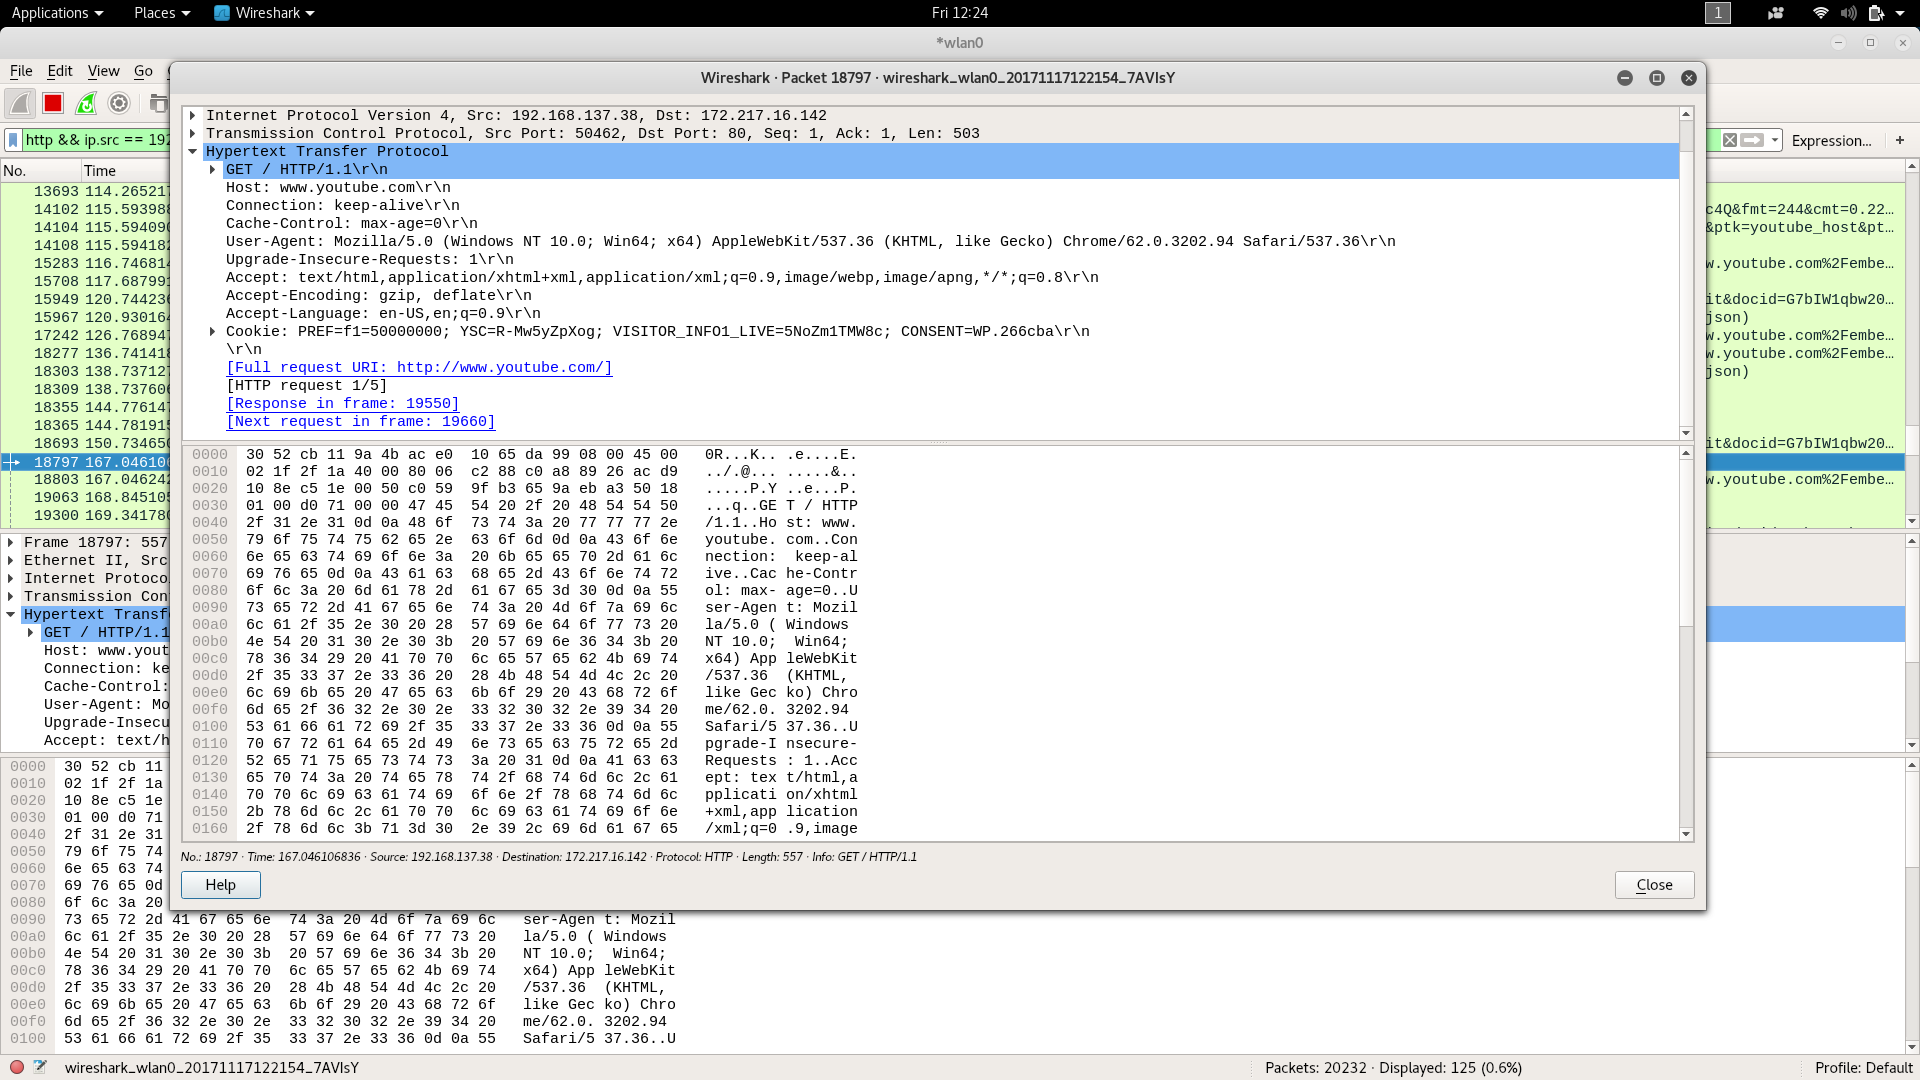 Applications Places Wireshark Fri 12:24 1
*wlan0
File Edit View Go
Wireshark · Packet 18797 · wireshark_wlan0_20171117122154_7AVIsY
http && ip.src == 192 Expression... +
No. Time
13693 114.265217
14102 115.593988 c4Q&fmt=244&cmt=0.22…
14104 115.594090 &ptk=youtube_host&pt…
14108 115.594182
15283 116.746814 w.youtube.com%2Fembe…
15708 117.687991
15949 120.744236 it&docid=G7bIW1qbw20…
15967 120.930164 json)
17242 126.768947 w.youtube.com%2Fembe…
18277 136.741418 w.youtube.com%2Fembe…
18303 138.737127 json)
18309 138.737606
18355 144.776147
18365 144.781915
18693 150.734650 it&docid=G7bIW1qbw20…
18797 167.046106
18803 167.046242 w.youtube.com%2Fembe…
19063 168.845105
19300 169.341780
Internet Protocol Version 4, Src: 192.168.137.38, Dst: 172.217.16.142
Transmission Control Protocol, Src Port: 50462, Dst Port: 80, Seq: 1, Ack: 1, Len: 503
Hypertext Transfer Protocol
GET / HTTP/1.1\r\n
Host: www.youtube.com\r\n
Connection: keep-alive\r\n
Cache-Control: max-age=0\r\n
User-Agent: Mozilla/5.0 (Windows NT 10.0; Win64; x64) AppleWebKit/537.36 (KHTML, like Gecko) Chrome/62.0.3202.94 Safari/537.36\r\n
Upgrade-Insecure-Requests: 1\r\n
Accept: text/html,application/xhtml+xml,application/xml;q=0.9,image/webp,image/apng,*/*;q=0.8\r\n
Accept-Encoding: gzip, deflate\r\n
Accept-Language: en-US,en;q=0.9\r\n
Cookie: PREF=f1=50000000; YSC=R-Mw5yZpXog; VISITOR_INFO1_LIVE=5NoZm1TMW8c; CONSENT=WP.266cba\r\n
\r\n
[Full request URI: http://www.youtube.com/]
[HTTP request 1/5]
[Response in frame: 19550]
[Next request in frame: 19660]
0000 30 52 cb 11 9a 4b ac e0 10 65 da 99 08 00 45 00 0R...K.. .e....E.
0010 02 1f 2f 1a 40 00 80 06 c2 88 c0 a8 89 26 ac d9 ../.@... .....&..
0020 10 8e c5 1e 00 50 c0 59 9f b3 65 9a eb a3 50 18 .....P.Y ..e...P.
0030 01 00 d0 71 00 00 47 45 54 20 2f 20 48 54 54 50 ...q..GE T / HTTP
0040 2f 31 2e 31 0d 0a 48 6f 73 74 3a 20 77 77 77 2e /1.1..Ho st: www.
0050 79 6f 75 74 75 62 65 2e 63 6f 6d 0d 0a 43 6f 6e youtube. com..Con
0060 6e 65 63 74 69 6f 6e 3a 20 6b 65 65 70 2d 61 6c nection: keep-al
0070 69 76 65 0d 0a 43 61 63 68 65 2d 43 6f 6e 74 72 ive..Cac he-Contr
0080 6f 6c 3a 20 6d 61 78 2d 61 67 65 3d 30 0d 0a 55 ol: max- age=0..U
0090 73 65 72 2d 41 67 65 6e 74 3a 20 4d 6f 7a 69 6c ser-Agen t: Mozil
00a0 6c 61 2f 35 2e 30 20 28 57 69 6e 64 6f 77 73 20 la/5.0 ( Windows
00b0 4e 54 20 31 30 2e 30 3b 20 57 69 6e 36 34 3b 20 NT 10.0; Win64;
00c0 78 36 34 29 20 41 70 70 6c 65 57 65 62 4b 69 74 x64) App leWebKit
00d0 2f 35 33 37 2e 33 36 20 28 4b 48 54 4d 4c 2c 20 /537.36 (KHTML,
00e0 6c 69 6b 65 20 47 65 63 6b 6f 29 20 43 68 72 6f like Gec ko) Chro
00f0 6d 65 2f 36 32 2e 30 2e 33 32 30 32 2e 39 34 20 me/62.0. 3202.94
0100 53 61 66 61 72 69 2f 35 33 37 2e 33 36 0d 0a 55 Safari/5 37.36..U
0110 70 67 72 61 64 65 2d 49 6e 73 65 63 75 72 65 2d pgrade-I nsecure-
0120 52 65 71 75 65 73 74 73 3a 20 31 0d 0a 41 63 63 Requests : 1..Acc
0130 65 70 74 3a 20 74 65 78 74 2f 68 74 6d 6c 2c 61 ept: tex t/html,a
0140 70 70 6c 69 63 61 74 69 6f 6e 2f 78 68 74 6d 6c pplicati on/xhtml
0150 2b 78 6d 6c 2c 61 70 70 6c 69 63 61 74 69 6f 6e +xml,app lication
0160 2f 78 6d 6c 3b 71 3d 30 2e 39 2c 69 6d 61 67 65 /xml;q=0 .9,image
No.: 18797 · Time: 167.046106836 · Source: 192.168.137.38 · Destination: 172.217.16.142 · Protocol: HTTP · Length: 557 · Info: GET / HTTP/1.1
Help Close
Frame 18797: 557
Ethernet II, Src
Internet Protoco
Transmission Con
Hypertext Transf
GET / HTTP/1.1
Host: www.yout
Connection: ke
Cache-Control:
User-Agent: Mo
Upgrade-Insecu
Accept: text/h
0000 30 52 cb 11
0010 02 1f 2f 1a
0020 10 8e c5 1e
0030 01 00 d0 71
0040 2f 31 2e 31
0050 79 6f 75 74
0060 6e 65 63 74
0070 69 76 65 0d
0080 6f 6c 3a 20
0090 73 65 72 2d 41 67 65 6e 74 3a 20 4d 6f 7a 69 6c ser-Agen t: Mozil
00a0 6c 61 2f 35 2e 30 20 28 57 69 6e 64 6f 77 73 20 la/5.0 ( Windows
00b0 4e 54 20 31 30 2e 30 3b 20 57 69 6e 36 34 3b 20 NT 10.0; Win64;
00c0 78 36 34 29 20 41 70 70 6c 65 57 65 62 4b 69 74 x64) App leWebKit
00d0 2f 35 33 37 2e 33 36 20 28 4b 48 54 4d 4c 2c 20 /537.36 (KHTML,
00e0 6c 69 6b 65 20 47 65 63 6b 6f 29 20 43 68 72 6f like Gec ko) Chro
00f0 6d 65 2f 36 32 2e 30 2e 33 32 30 32 2e 39 34 20 me/62.0. 3202.94
0100 53 61 66 61 72 69 2f 35 33 37 2e 33 36 0d 0a 55 Safari/5 37.36..U
wireshark_wlan0_20171117122154_7AVIsY Packets: 20232 · Displayed: 125 (0.6%) Profile: Default